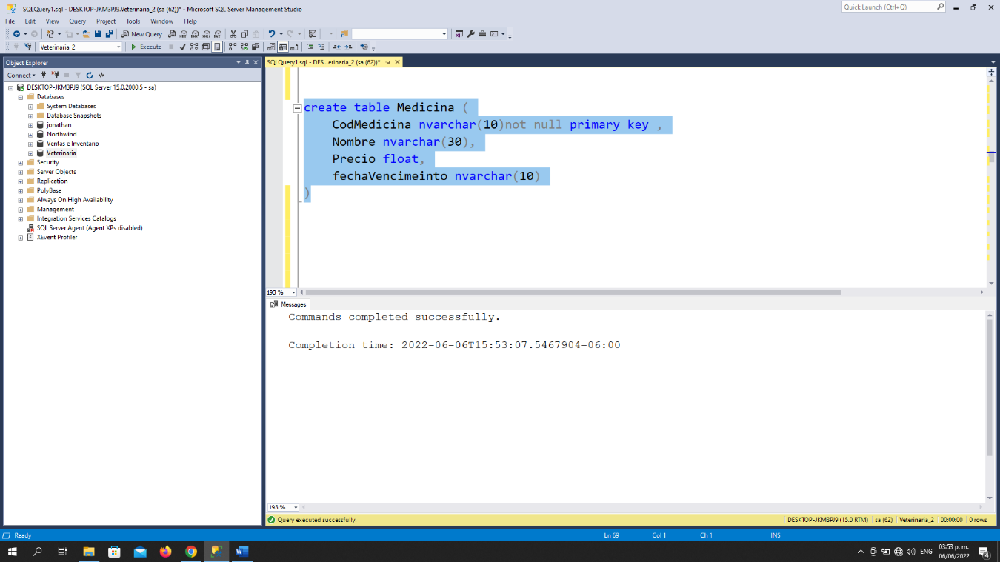 SQLQuery1.sql - DESKTOP-JKM3PJ9.Veterinaria_2 (sa (62))* - Microsoft SQL Server Management Studio
Quick Launch (Ctrl+Q)
File Edit View Query Project Tools Window Help
New Query
Veterinaria_2
Execute
Object Explorer
Connect
DESKTOP-JKM3PJ9 (SQL Server 15.0.2000.5 - sa)
Databases
System Databases
Database Snapshots
jonathan
Northwind
Ventas e Inventario
Veterinaria
Security
Server Objects
Replication
PolyBase
Always On High Availability
Management
Integration Services Catalogs
SQL Server Agent (Agent XPs disabled)
XEvent Profiler
SQLQuery1.sql - DES...erinaria_2 (sa (62))*
create table Medicina (
CodMedicina nvarchar(10)not null primary key ,
Nombre nvarchar(30),
Precio float,
fechaVencimeinto nvarchar(10)
)
193 %
Messages
Commands completed successfully.
Completion time: 2022-06-06T15:53:07.5467904-06:00
193 %
Query executed successfully.
DESKTOP-JKM3PJ9 (15.0 RTM) sa (62) Veterinaria_2 00:00:00 0 rows
Ready
Ln 69 Col 1 Ch 1 INS
ENG
03:53 p. m.
06/06/2022
4